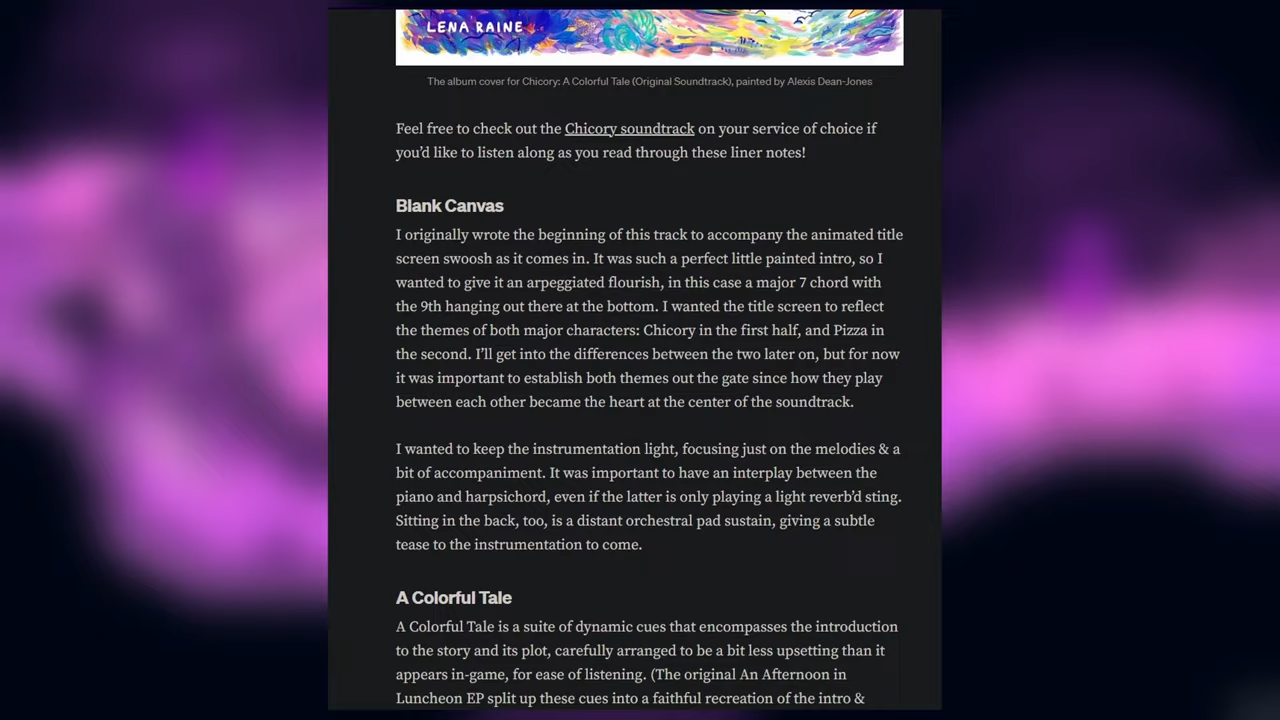 LENA RAINE
The album cover for Chicory: A Colorful Tale (Original Soundtrack), painted by Alexis Dean-Jones
Feel free to check out the Chicory soundtrack on your service of choice if
you’d like to listen along as you read through these liner notes!
Blank Canvas
I originally wrote the beginning of this track to accompany the animated title
screen swoosh as it comes in. It was such a perfect little painted intro, so I
wanted to give it an arpeggiated flourish, in this case a major 7 chord with
the 9th hanging out there at the bottom. I wanted the title screen to reflect
the themes of both major characters: Chicory in the first half, and Pizza in
the second. I’ll get into the differences between the two later on, but for now
it was important to establish both themes out the gate since how they play
between each other became the heart at the center of the soundtrack.
I wanted to keep the instrumentation light, focusing just on the melodies & a
bit of accompaniment. It was important to have an interplay between the
piano and harpsichord, even if the latter is only playing a light reverb’d sting.
Sitting in the back, too, is a distant orchestral pad sustain, giving a subtle
tease to the instrumentation to come.
A Colorful Tale
A Colorful Tale is a suite of dynamic cues that encompasses the introduction
to the story and its plot, carefully arranged to be a bit less upsetting than it
appears in-game, for ease of listening. (The original An Afternoon in
Luncheon EP split up these cues into a faithful recreation of the intro &